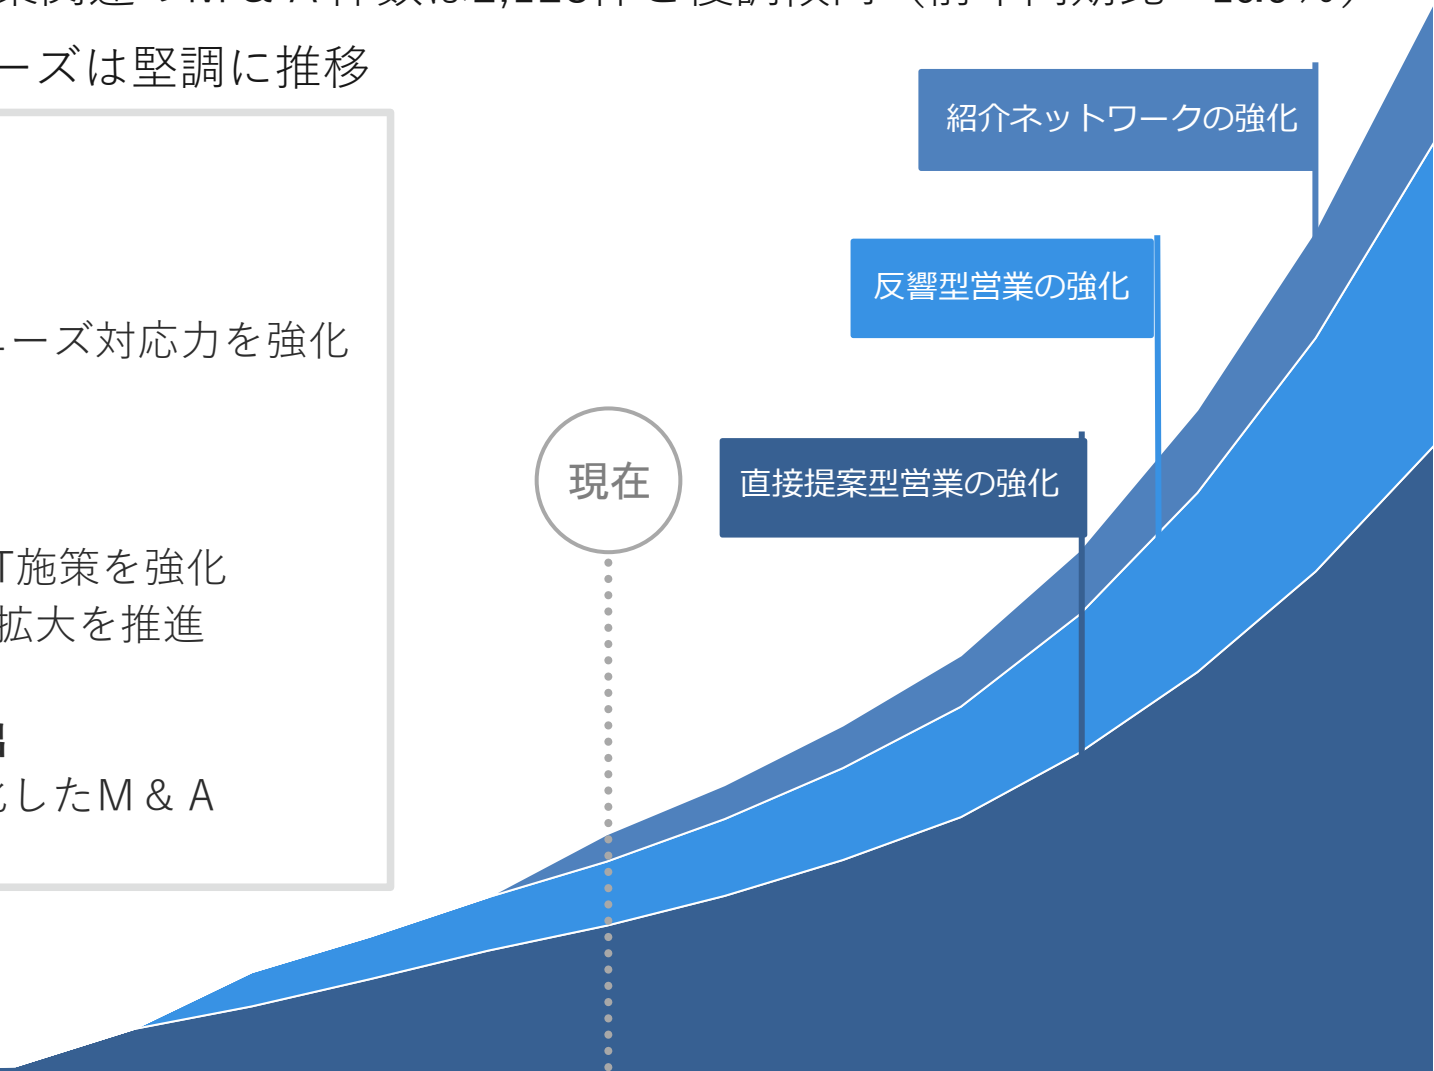 ーズは堅調に推移
紹介ネットワークの強化
反響型営業の強化
ーズ対応力を強化
現在
直接提案型営業の強化
T施策を強化
拡大を推進
化したM & A